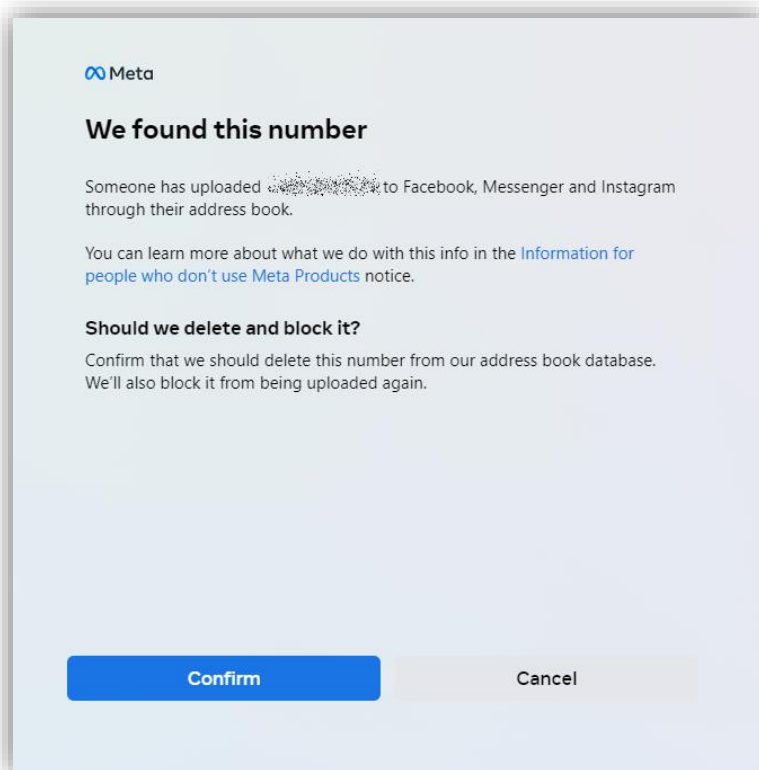 Meta
We found this number
Someone has uploaded to Facebook, Messenger and Instagram
through their address book.
You can learn more about what we do with this info in the Information for
people who don’t use Meta Products notice.
Should we delete and block it?
Confirm that we should delete this number from our address book database.
We’ll also block it from being uploaded again.
Confirm Cancel